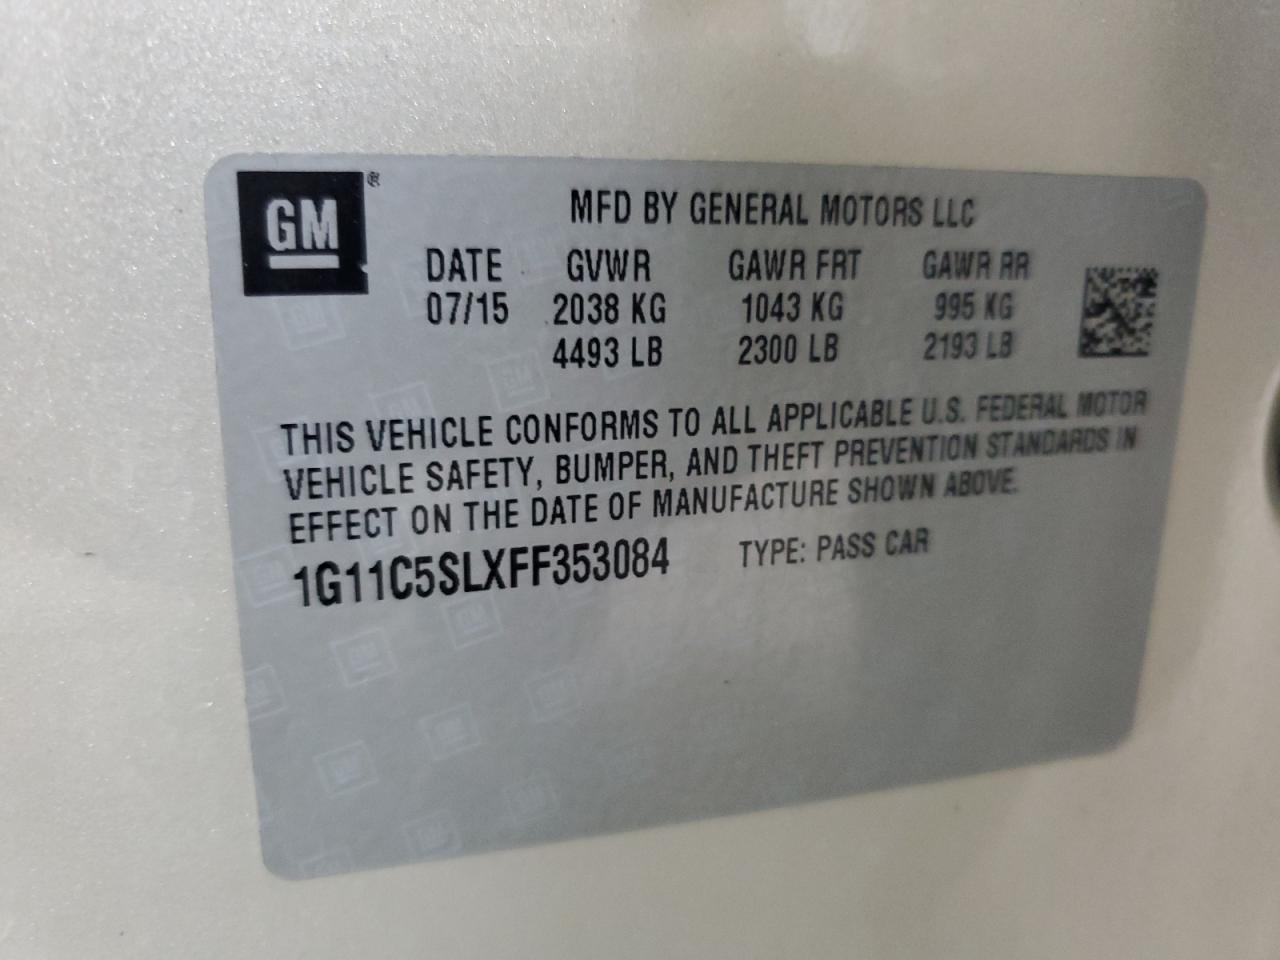 GM®
MFD BY GENERAL MOTORS LLC
DATE GVWR GAWR FRT GAWR RR
07/15 2038 KG 1043 KG 995 KG
4493 LB 2300 LB 2193 LB
THIS VEHICLE CONFORMS TO ALL APPLICABLE U.S. FEDERAL MOTOR
VEHICLE SAFETY, BUMPER, AND THEFT PREVENTION STANDARDS IN
EFFECT ON THE DATE OF MANUFACTURE SHOWN ABOVE.
1G11C5SLXFF353084 TYPE: PASS CAR